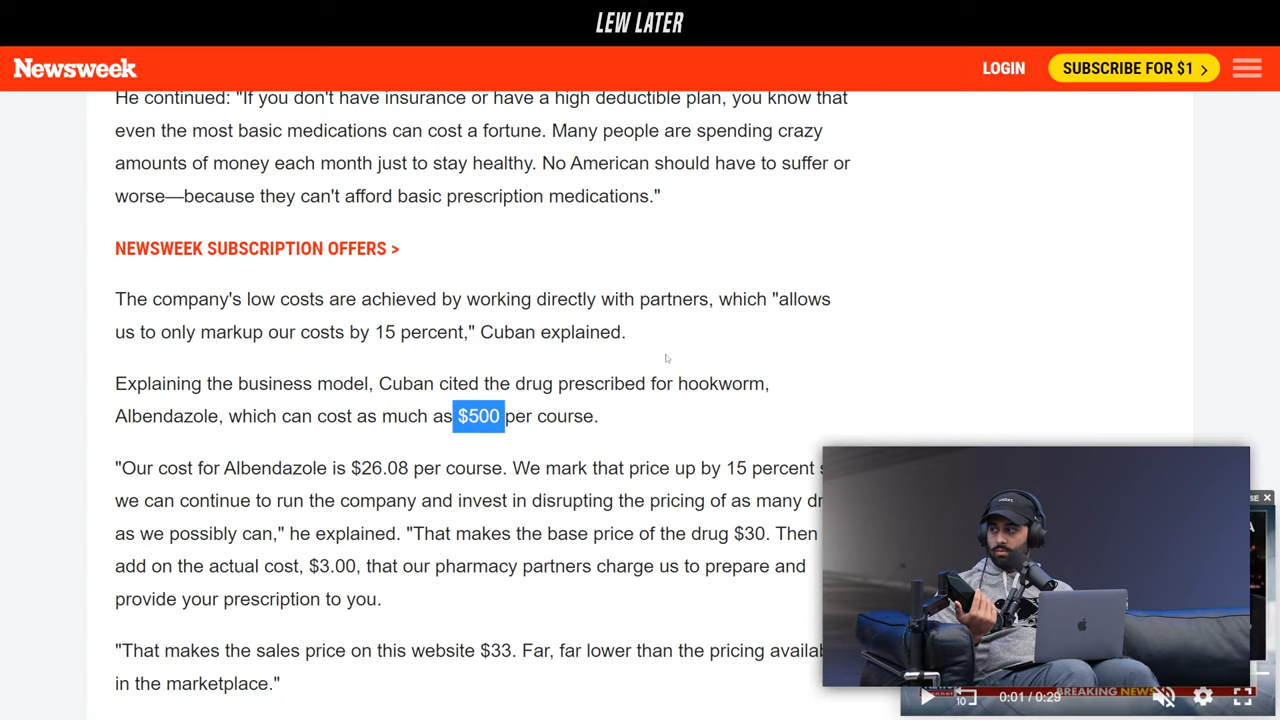 LEW LATER
Newsweek
LOGIN
SUBSCRIBE FOR $1 >
He continued: "If you don't have insurance or have a high deductible plan, you know that
even the most basic medications can cost a fortune. Many people are spending crazy
amounts of money each month just to stay healthy. No American should have to suffer or
worse—because they can't afford basic prescription medications."
NEWSWEEK SUBSCRIPTION OFFERS >
The company's low costs are achieved by working directly with partners, which "allows
us to only markup our costs by 15 percent," Cuban explained.
Explaining the business model, Cuban cited the drug prescribed for hookworm,
Albendazole, which can cost as much as $500 per course.
"Our cost for Albendazole is $26.08 per course. We mark that price up by 15 percent
we can continue to run the company and invest in disrupting the pricing of as many
as we possibly can," he explained. "That makes the base price of the drug $30. Then
add on the actual cost, $3.00, that our pharmacy partners charge us to prepare and
provide your prescription to you.
"That makes the sales price on this website $33. Far, far lower than the pricing
in the marketplace."
10
0:01 / 0:29
BREAKING NEWS